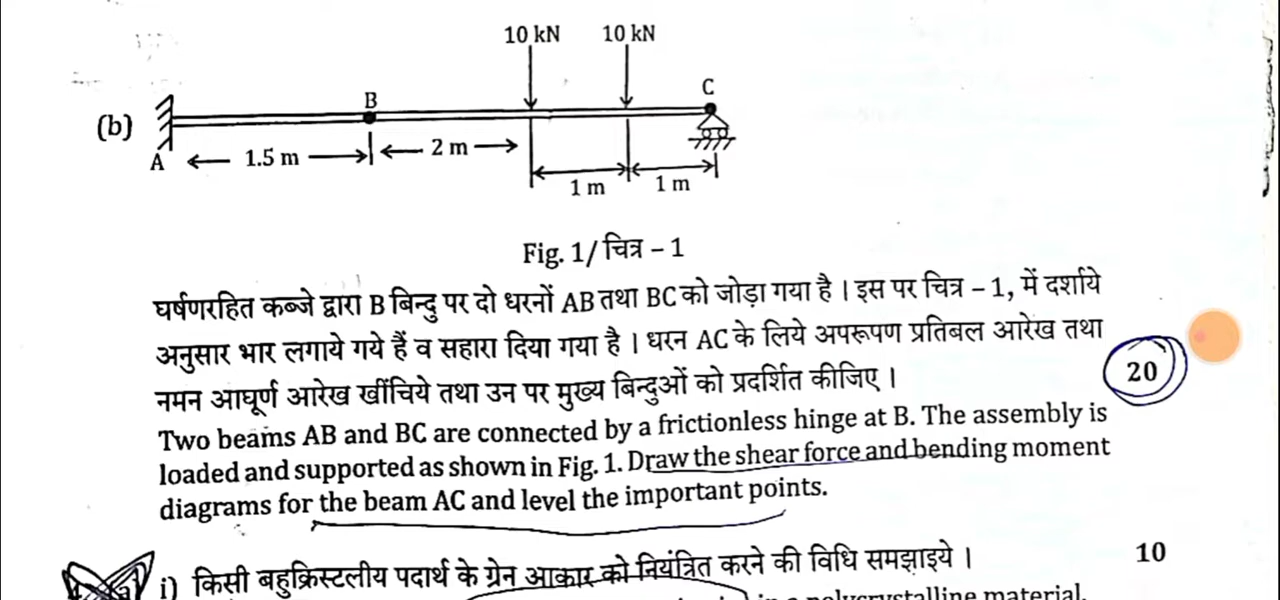 10 kN 10 kN
C
B
(b)
A 1.5 m 2 m
1 m 1 m
Fig. 1/ चित्र – 1
घर्षणरहित कब्जे द्वारा B बिन्दु पर दो धरनों AB तथा BC को जोड़ा गया है । इस पर चित्र – 1, में दर्शाये
अनुसार भार लगाये गये हैं व सहारा दिया गया है । धरन AC के लिये अपरूपण प्रतिबल आरेख तथा
नमन आघूर्ण आरेख खींचिये तथा उन पर मुख्य बिन्दुओं को प्रदर्शित कीजिए ।
20
Two beams AB and BC are connected by a frictionless hinge at B. The assembly is
loaded and supported as shown in Fig. 1. Draw the shear force and bending moment
diagrams for the beam AC and level the important points.
i) किसी बहुक्रिस्टलीय पदार्थ के ग्रेन आकार को नियंत्रित करने की विधि समझाइये ।
10
in a polycrystalline material.